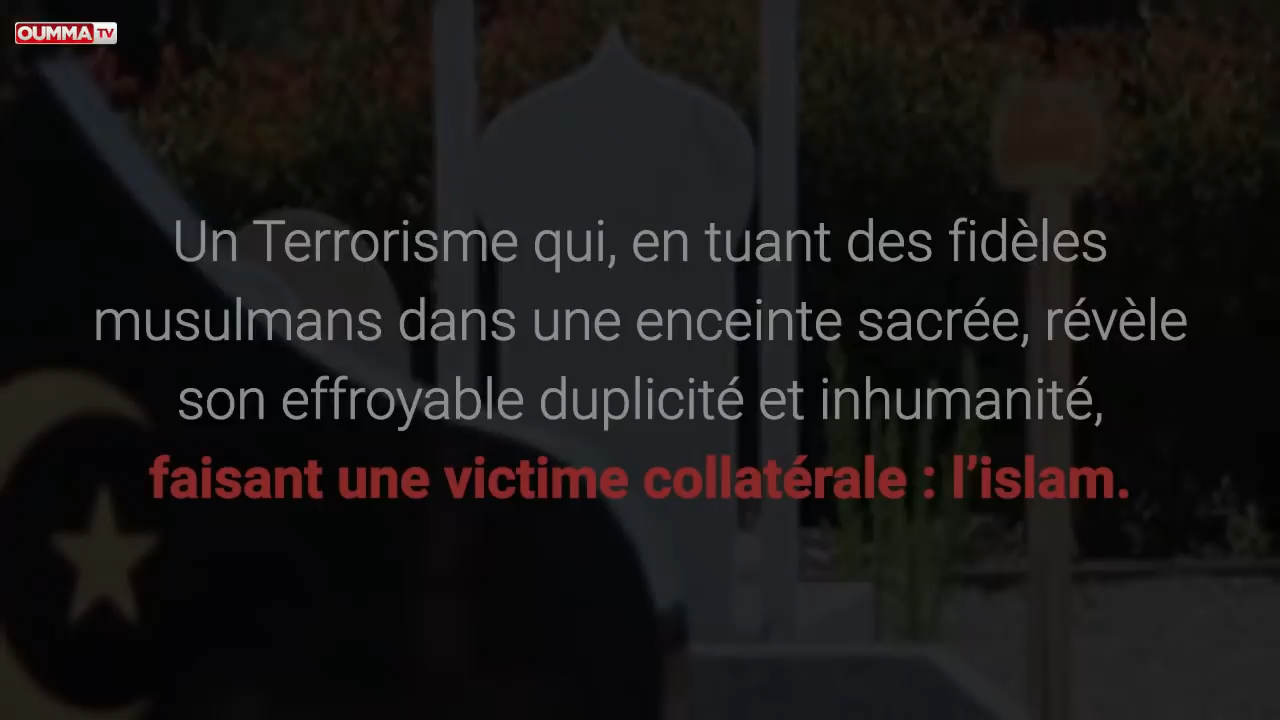 OUMMA TV
Un Terrorisme qui, en tuant des fidèles
musulmans dans une enceinte sacrée, révèle
son effroyable duplicité et inhumanité,
faisant une victime collatérale : l’islam.